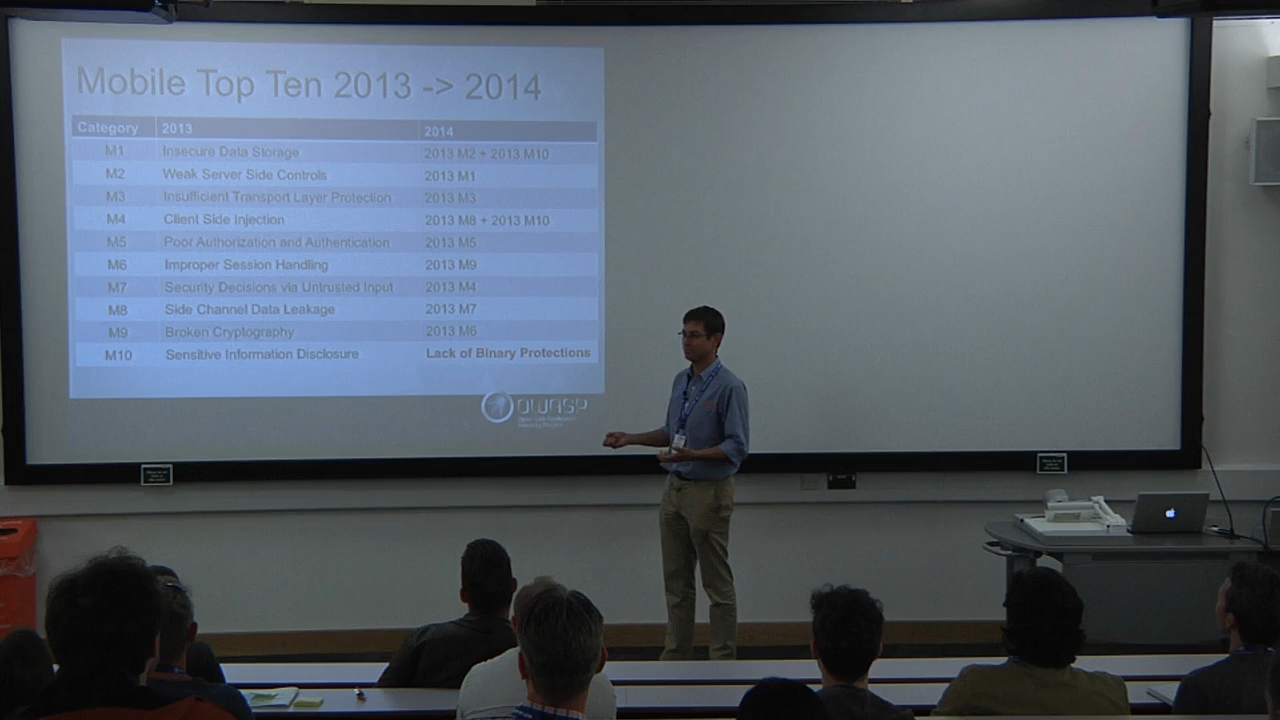 Mobile Top Ten 2013 -> 2014
Category 2013 2014
M1 Insecure Data Storage 2013 M2 + 2013 M10
M2 Weak Server Side Controls 2013 M1
M3 Insufficient Transport Layer Protection 2013 M3
M4 Client Side Injection 2013 M8 + 2013 M10
M5 Poor Authorization and Authentication 2013 M5
M6 Improper Session Handling 2013 M9
M7 Security Decisions via Untrusted Input 2013 M4
M8 Side Channel Data Leakage 2013 M7
M9 Broken Cryptography 2013 M6
M10 Sensitive Information Disclosure Lack of Binary Protections
OWASP